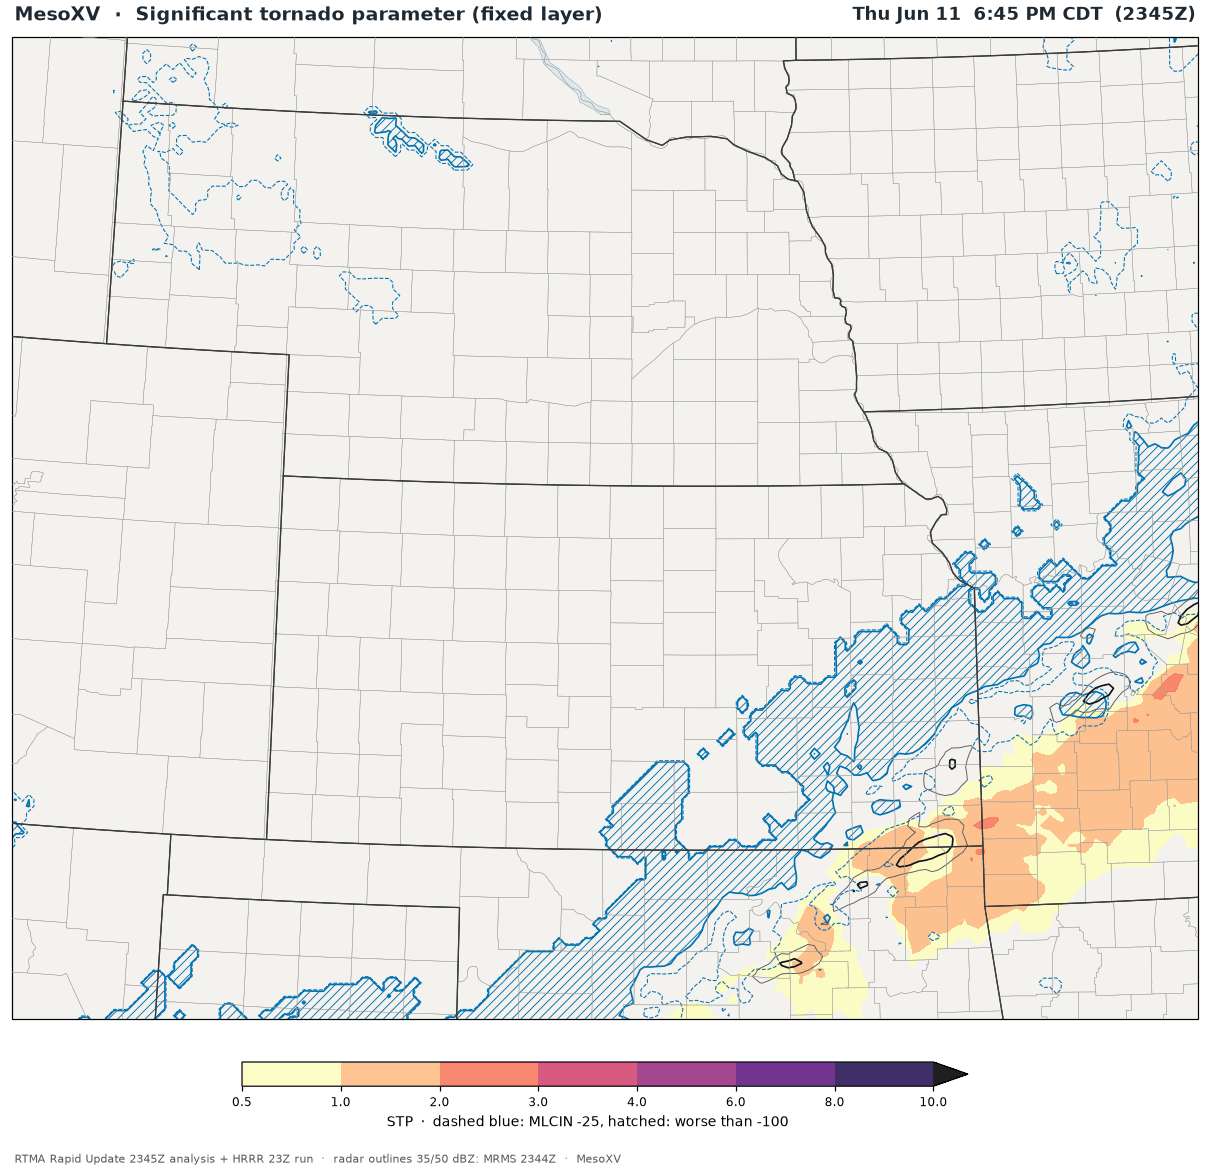 MesoXV · Significant tornado parameter (fixed layer)
Thu Jun 11 6:45 PM CDT (2345Z)
0.5 1.0 2.0 3.0 4.0 6.0 8.0 10.0
STP · dashed blue: MLCIN -25, hatched: worse than -100
RTMA Rapid Update 2345Z analysis + HRRR 23Z run · radar outlines 35/50 dBZ: MRMS 2344Z · MesoXV